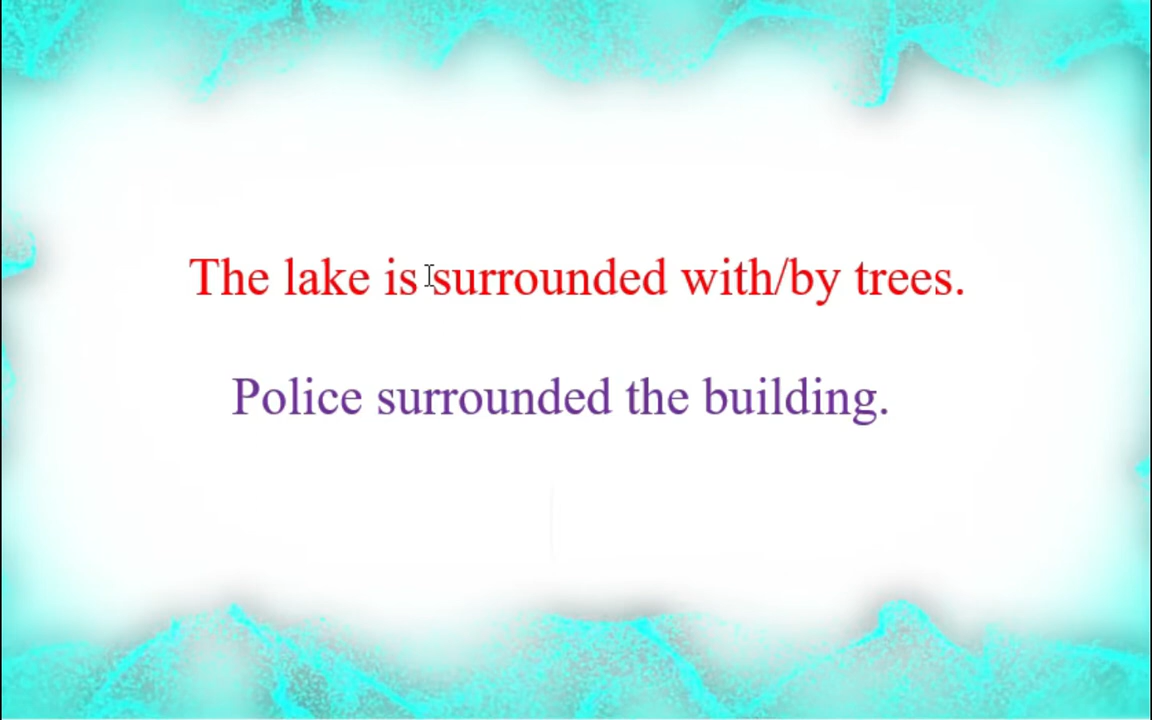 The lake is surrounded with/by trees.
Police surrounded the building.